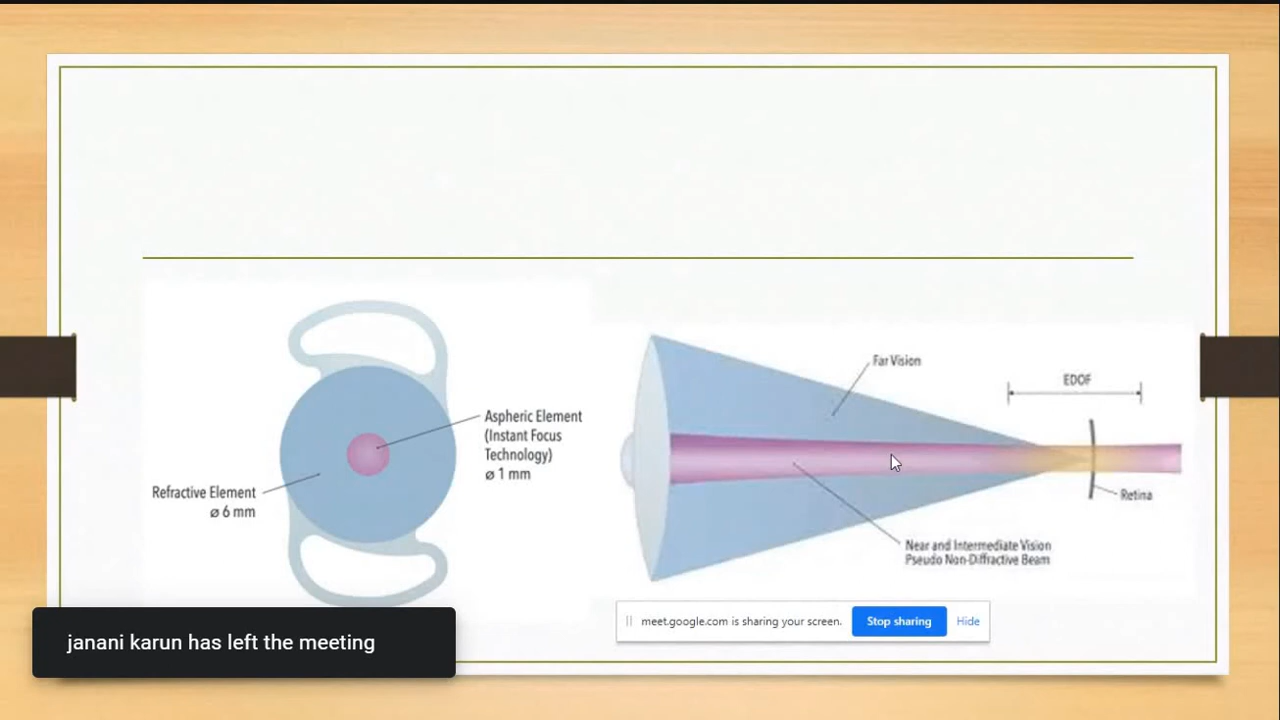 Aspheric Element
(Instant Focus
Technology)
ø 1 mm
Refractive Element
ø 6 mm
Far Vision
EDOF
Retina
Near and Intermediate Vision
Pseudo Non-Diffractive Beam
meet.google.com is sharing your screen.
Stop sharing
Hide
janani karun has left the meeting